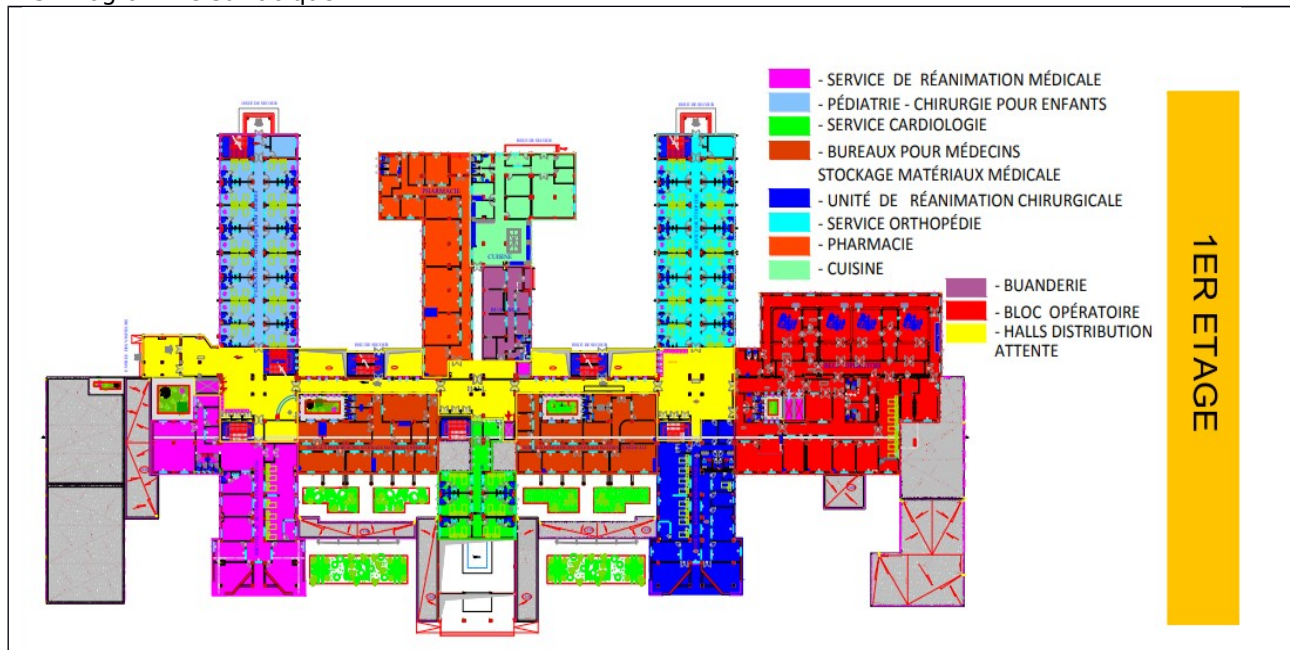 - SERVICE DE RÉANIMATION MÉDICALE
- PÉDIATRIE - CHIRURGIE POUR ENFANTS
- SERVICE CARDIOLOGIE
- BUREAUX POUR MÉDECINS
STOCKAGE MATÉRIAUX MÉDICALE
- UNITÉ DE RÉANIMATION CHIRURGICALE
- SERVICE ORTHOPÉDIE
- PHARMACIE
- CUISINE
- BUANDERIE
- BLOC OPÉRATOIRE
- HALLS DISTRIBUTION
ATTENTE
1ER ETAGE
PHARMACIE
CUISINE